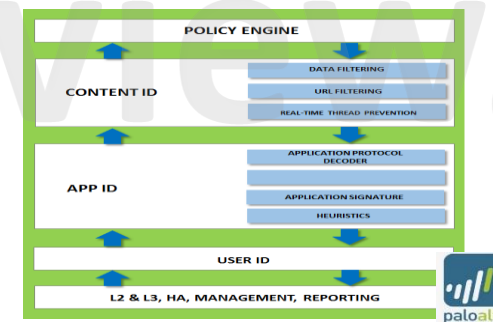 view
POLICY ENGINE
DATA FILTERING
CONTENT ID
URL FILTERING
REAL-TIME THREAD PREVENTION
APPLICATION PROTOCOL
DECODER
APP ID
APPLICATION SIGNATURE
HEURISTICS
USER ID
L2 & L3, HA, MANAGEMENT, REPORTING
paloal